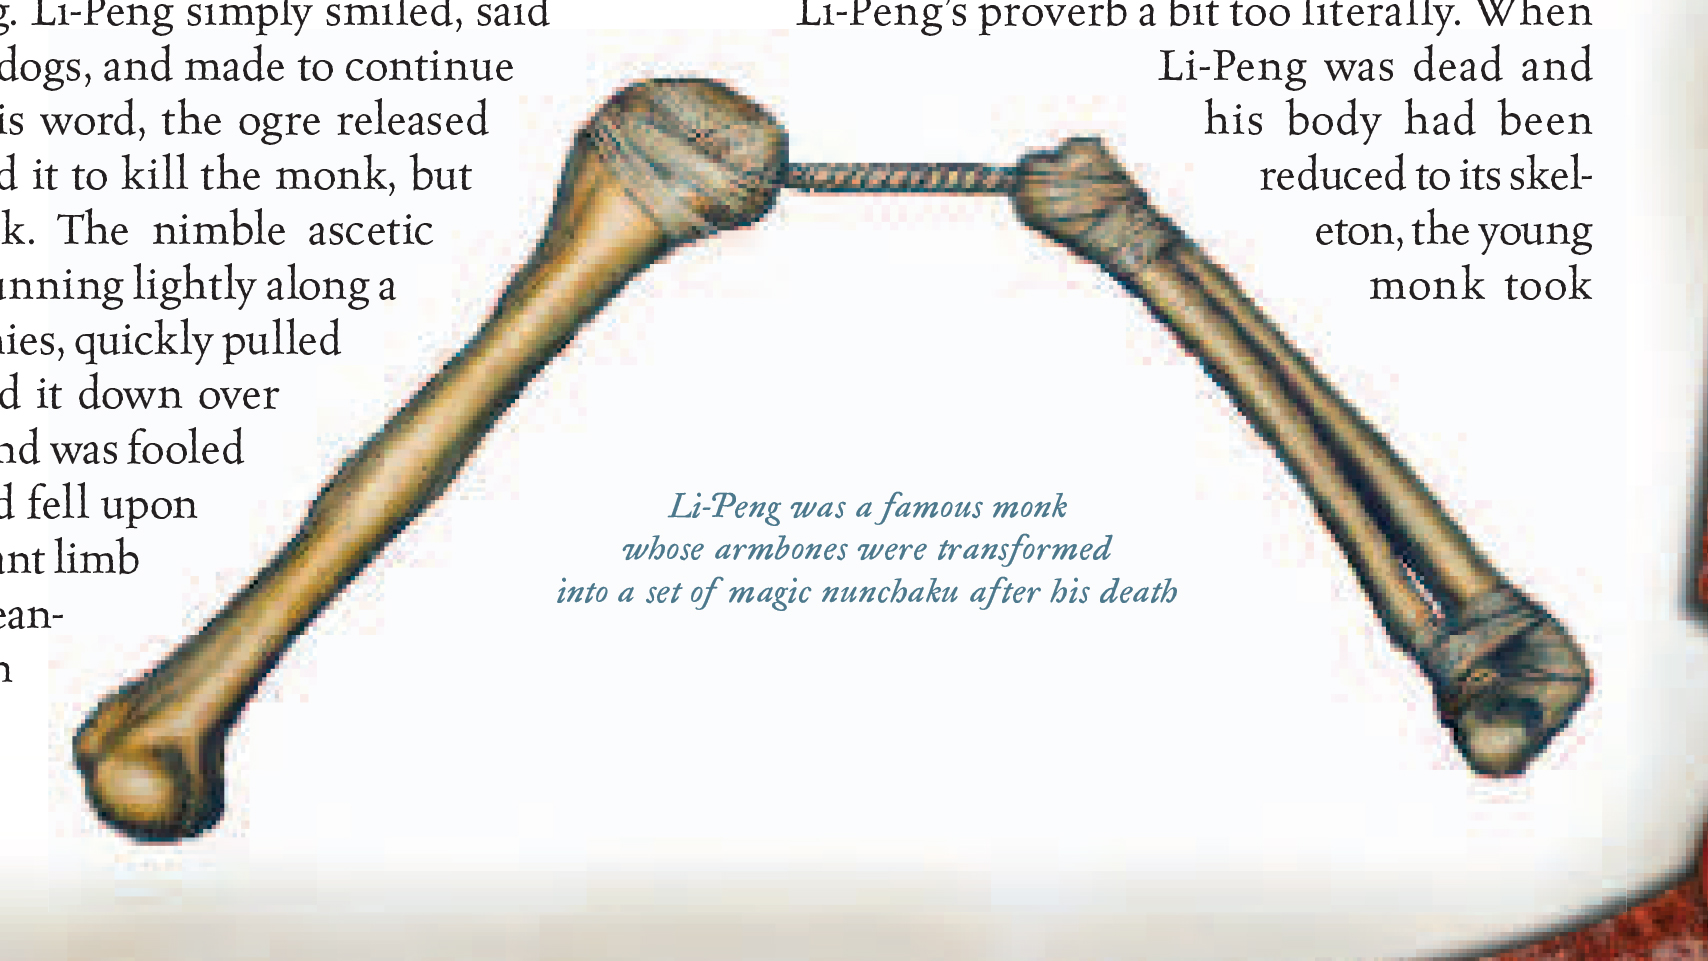 g. Li-Peng simply smiled, said
dogs, and made to continue
is word, the ogre released
d it to kill the monk, but
k. The nimble ascetic
unning lightly along a
ies, quickly pulled
d it down over
nd was fooled
d fell upon
nt limb
ean-
Li-Peng's proverb a bit too literally. When
Li-Peng was dead and
his body had been
reduced to its skel-
eton, the young
monk took
Li-Peng was a famous monk
whose armbones were transformed
into a set of magic nunchaku after his death